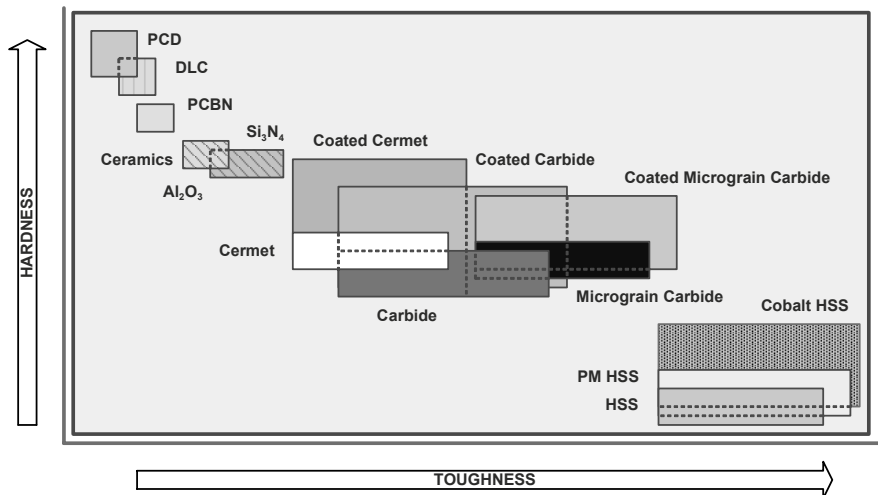 PCD
DLC
PCBN
Si₃N₄
Ceramics
Al₂O₃
Coated Cermet
Coated Carbide
Coated Micrograin Carbide
Cermet
Carbide
Micrograin Carbide
Cobalt HSS
PM HSS
HSS
HARDNESS
TOUGHNESS